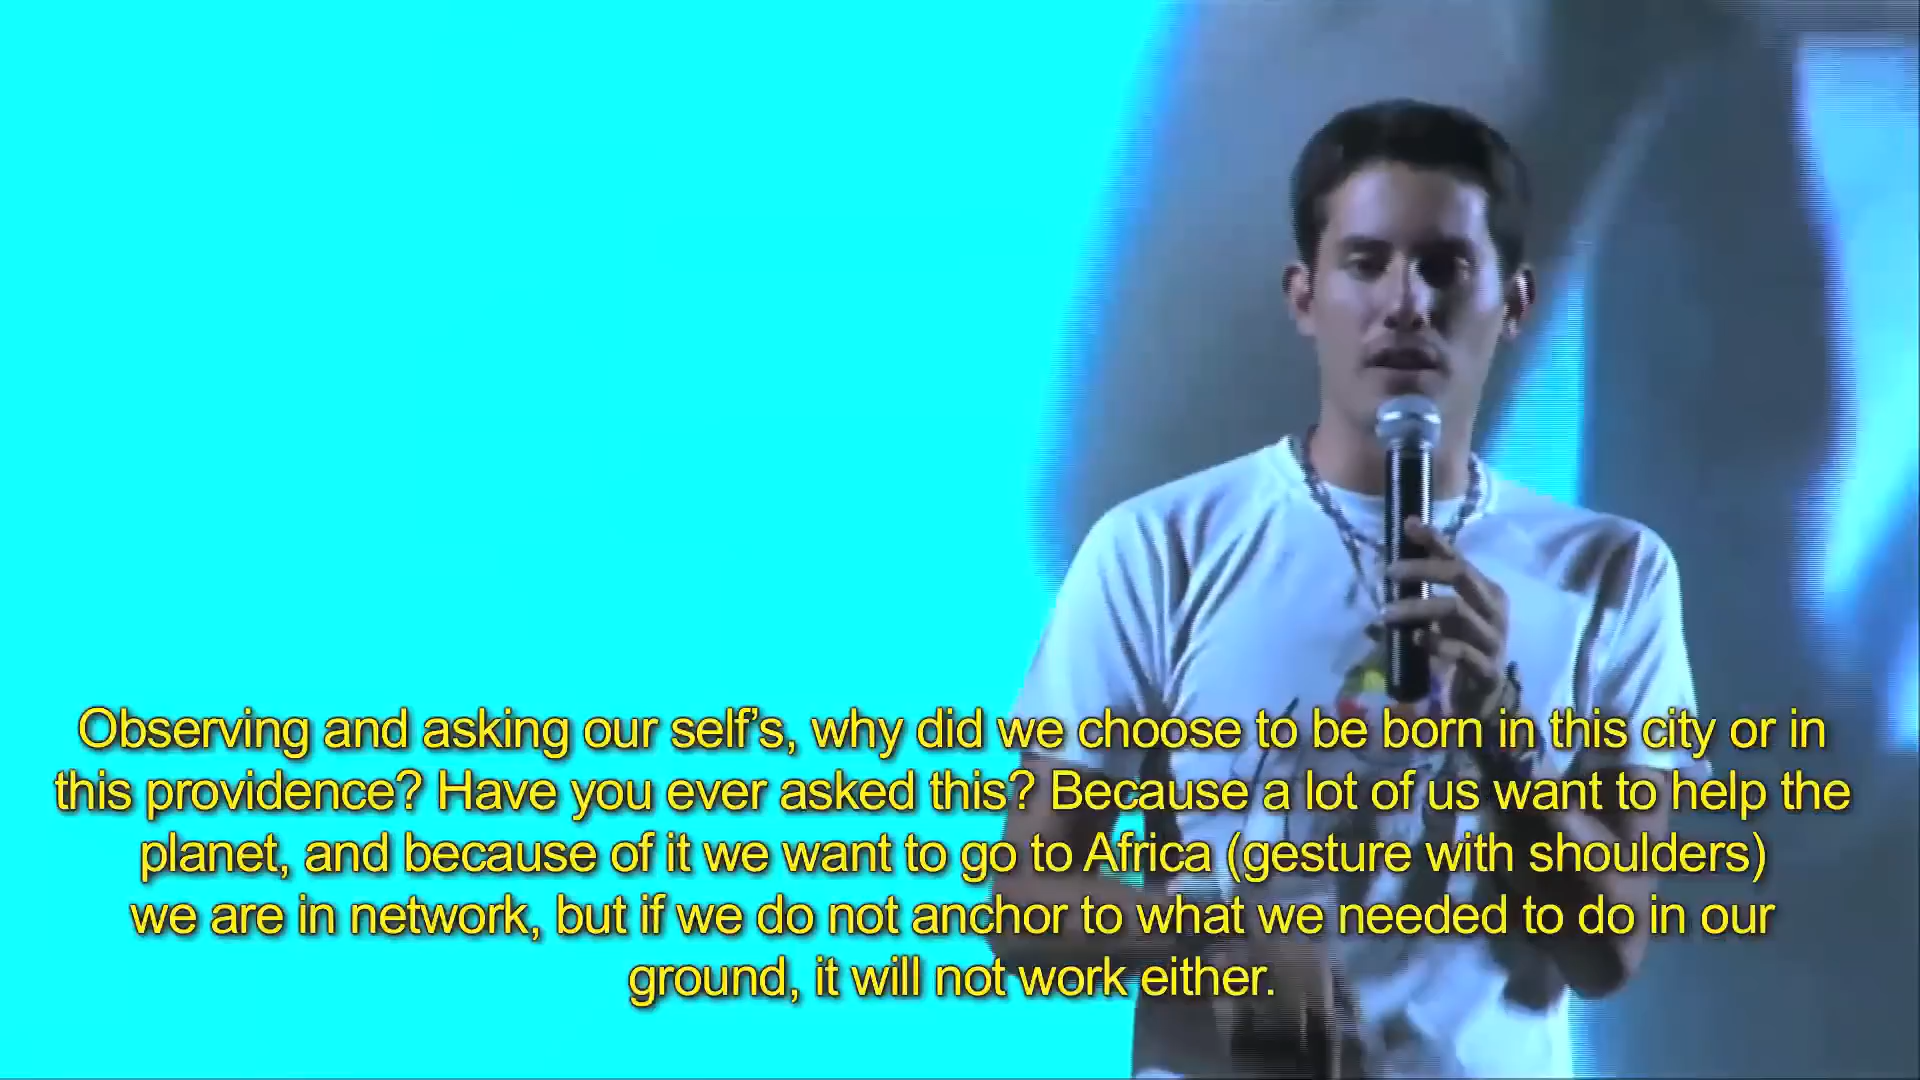 Observing and asking our self’s, why did we choose to be born in this city or in
this providence? Have you ever asked this? Because a lot of us want to help the
planet, and because of it we want to go to Africa (gesture with shoulders)
we are in network, but if we do not anchor to what we needed to do in our
ground, it will not work either.